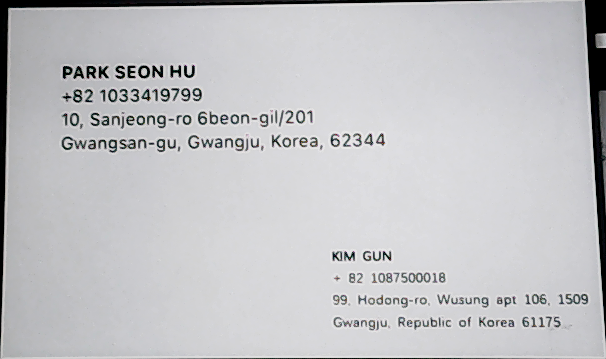 PARK SEON HU
+82 1033419799
10, Sanjeong-ro 6beon-gil/201
Gwangsan-gu, Gwangju, Korea, 62344
KIM GUN
+ 82 1087500018
99, Hodong-ro, Wusung apt 106, 1509
Gwangju, Republic of Korea 61175